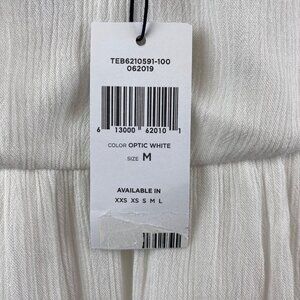 TEB6210591-100
062019
6 13000 62010 1
COLOR OPTIC WHITE
SIZE M
AVAILABLE IN
XXS XS S M L